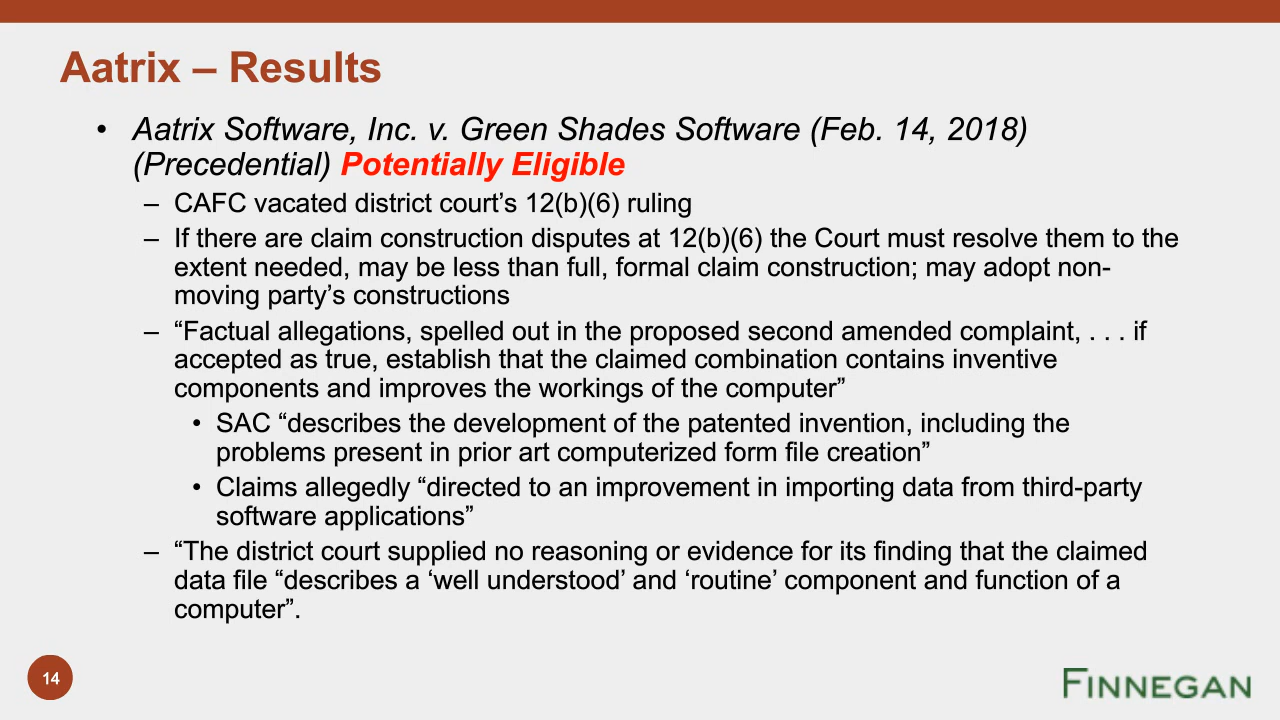 Aatrix – Results
• Aatrix Software, Inc. v. Green Shades Software (Feb. 14, 2018)
(Precedential) Potentially Eligible
– CAFC vacated district court’s 12(b)(6) ruling
– If there are claim construction disputes at 12(b)(6) the Court must resolve them to the
extent needed, may be less than full, formal claim construction; may adopt non-
moving party’s constructions
– “Factual allegations, spelled out in the proposed second amended complaint, . . . if
accepted as true, establish that the claimed combination contains inventive
components and improves the workings of the computer”
• SAC “describes the development of the patented invention, including the
problems present in prior art computerized form file creation”
• Claims allegedly “directed to an improvement in importing data from third-party
software applications”
– “The district court supplied no reasoning or evidence for its finding that the claimed
data file “describes a ‘well understood’ and ‘routine’ component and function of a
computer”.
14
FINNEGAN